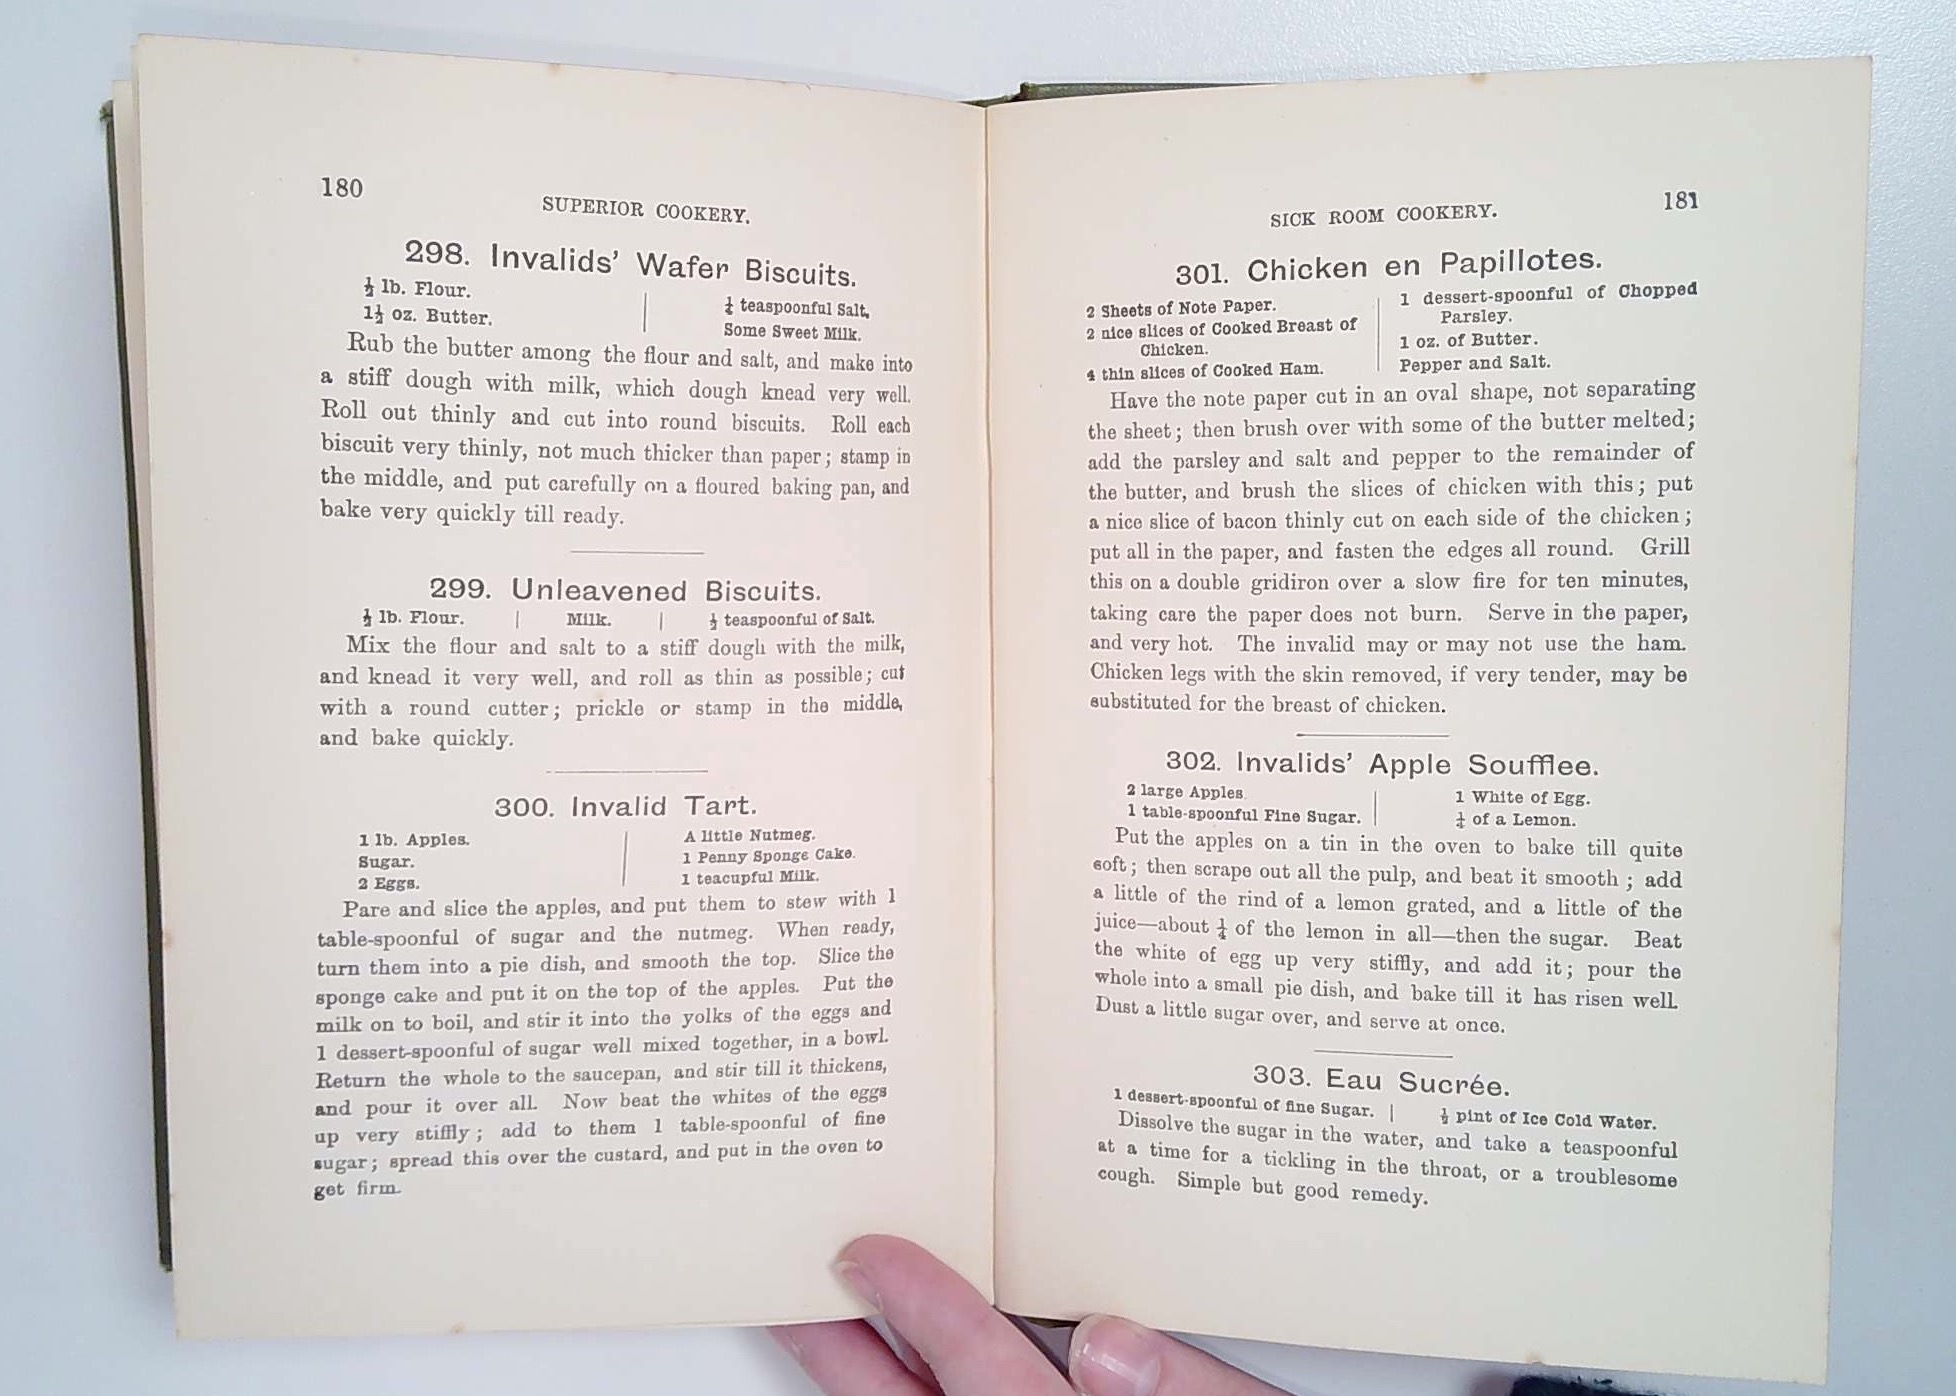 180
SUPERIOR COOKERY.
298. Invalids' Wafer Biscuits.
½ lb. Flour.
1½ oz. Butter.
¼ teaspoonful Salt.
Some Sweet Milk.
Rub the butter among the flour and salt, and make into
a stiff dough with milk, which dough knead very well.
Roll out thinly and cut into round biscuits. Roll each
biscuit very thinly, not much thicker than paper; stamp in
the middle, and put carefully on a floured baking pan, and
bake very quickly till ready.
299. Unleavened Biscuits.
½ lb. Flour. | Milk. | ½ teaspoonful of Salt.
Mix the flour and salt to a stiff dough with the milk,
and knead it very well, and roll as thin as possible; cut
with a round cutter; prickle or stamp in the middle,
and bake quickly.
300. Invalid Tart.
1 lb. Apples.
Sugar.
2 Eggs.
A little Nutmeg.
1 Penny Sponge Cake.
1 teacupful Milk.
Pare and slice the apples, and put them to stew with 1
table-spoonful of sugar and the nutmeg. When ready,
turn them into a pie dish, and smooth the top. Slice the
sponge cake and put it on the top of the apples. Put the
milk on to boil, and stir it into the yolks of the eggs and
1 dessert-spoonful of sugar well mixed together, in a bowl.
Return the whole to the saucepan, and stir till it thickens,
and pour it over all. Now beat the whites of the eggs
up very stiffly; add to them 1 table-spoonful of fine
sugar; spread this over the custard, and put in the oven to
get firm.
SICK ROOM COOKERY.
181
301. Chicken en Papillotes.
2 Sheets of Note Paper.
2 nice slices of Cooked Breast of
Chicken.
4 thin slices of Cooked Ham.
1 dessert-spoonful of Chopped
Parsley.
1 oz. of Butter.
Pepper and Salt.
Have the note paper cut in an oval shape, not separating
the sheet; then brush over with some of the butter melted;
add the parsley and salt and pepper to the remainder of
the butter, and brush the slices of chicken with this; put
a nice slice of bacon thinly cut on each side of the chicken;
put all in the paper, and fasten the edges all round. Grill
this on a double gridiron over a slow fire for ten minutes,
taking care the paper does not burn. Serve in the paper,
and very hot. The invalid may or may not use the ham.
Chicken legs with the skin removed, if very tender, may be
substituted for the breast of chicken.
302. Invalids' Apple Soufflee.
2 large Apples.
1 table-spoonful Fine Sugar.
1 White of Egg.
¼ of a Lemon.
Put the apples on a tin in the oven to bake till quite
soft; then scrape out all the pulp, and beat it smooth; add
a little of the rind of a lemon grated, and a little of the
juice—about ¼ of the lemon in all—then the sugar. Beat
the white of egg up very stiffly, and add it; pour the
whole into a small pie dish, and bake till it has risen well.
Dust a little sugar over, and serve at once.
303. Eau Sucrée.
1 dessert-spoonful of fine Sugar. | ½ pint of Ice Cold Water.
Dissolve the sugar in the water, and take a teaspoonful
at a time for a tickling in the throat, or a troublesome
cough. Simple but good remedy.